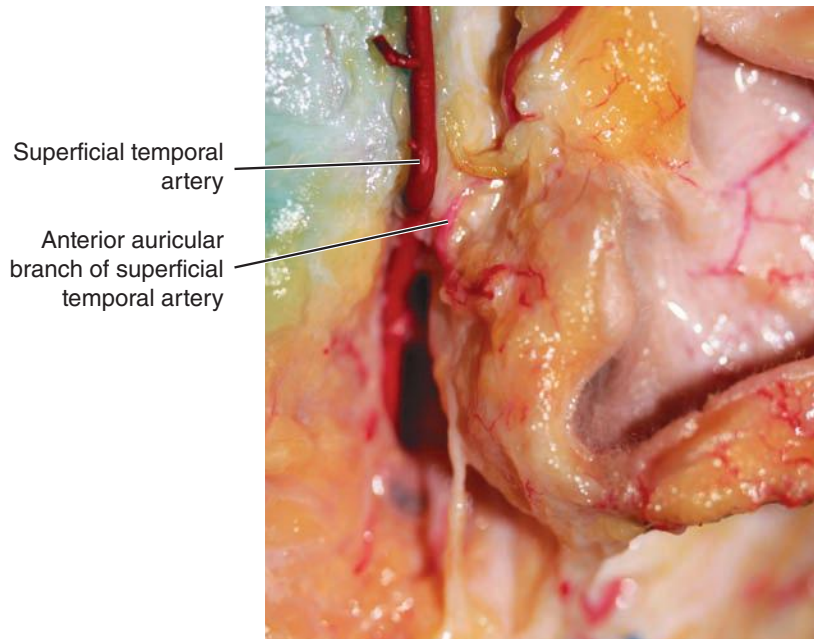 Superficial temporal
artery
Anterior auricular
branch of superficial
temporal artery